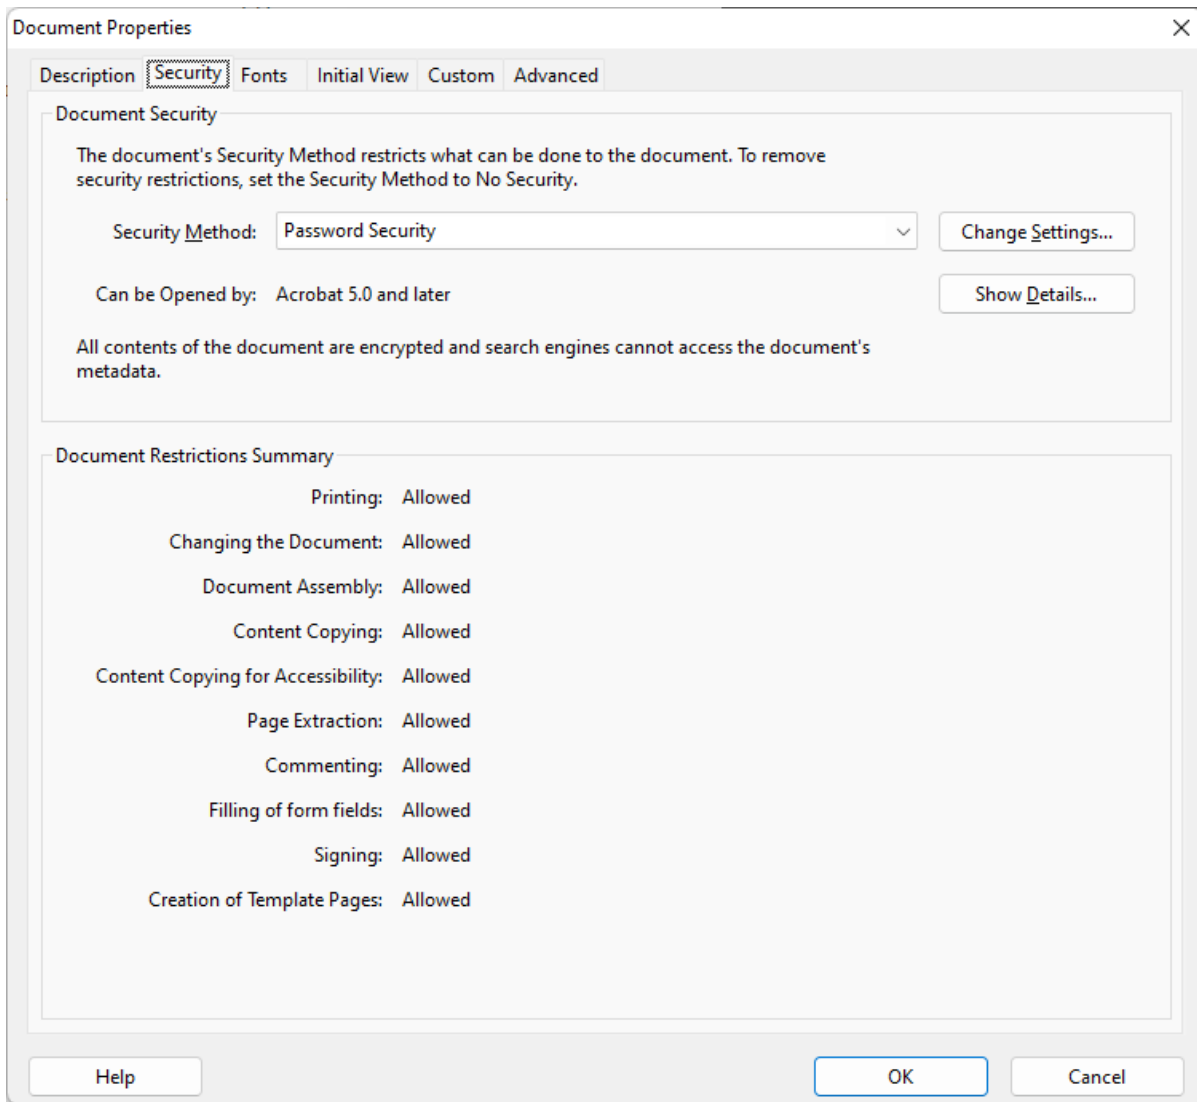 Document Properties
Description Security Fonts Initial View Custom Advanced
Document Security
The document's Security Method restricts what can be done to the document. To remove
security restrictions, set the Security Method to No Security.
Security Method: Password Security Change Settings...
Can be Opened by: Acrobat 5.0 and later Show Details...
All contents of the document are encrypted and search engines cannot access the document's
metadata.
Document Restrictions Summary
Printing: Allowed
Changing the Document: Allowed
Document Assembly: Allowed
Content Copying: Allowed
Content Copying for Accessibility: Allowed
Page Extraction: Allowed
Commenting: Allowed
Filling of form fields: Allowed
Signing: Allowed
Creation of Template Pages: Allowed
Help OK Cancel